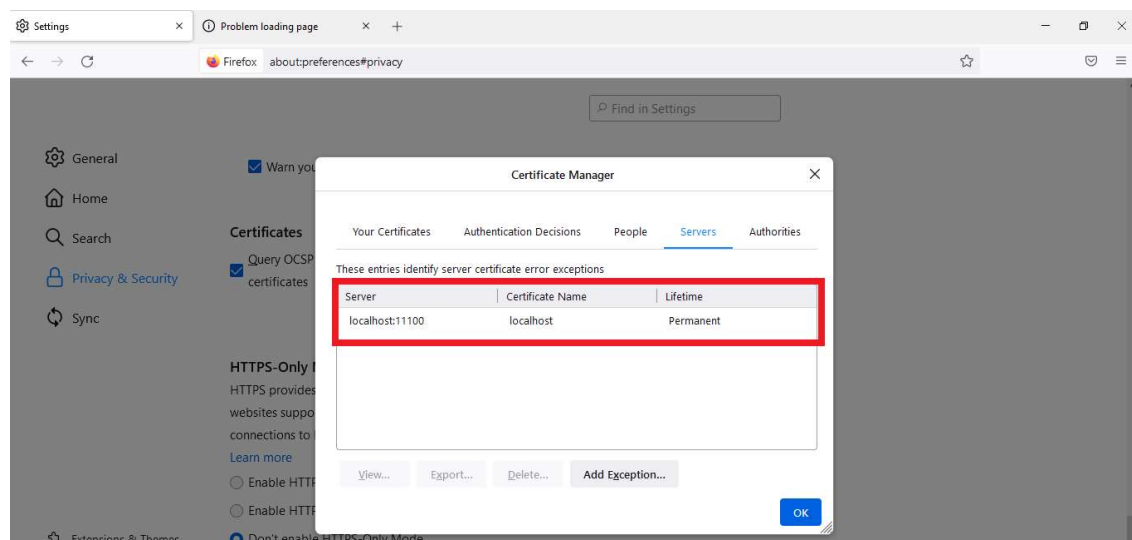 Settings
Problem loading page
Firefox about:preferences#privacy
Find in Settings
General
Home
Search
Privacy & Security
Sync
Extensions & Themes
Warn you
Certificates
Query OCSP
certificates
HTTPS-Only
HTTPS provides
websites suppo
connections to
Learn more
Enable HTTP
Enable HTTP
Don't enable HTTPS-Only Mode
Certificate Manager
Your Certificates Authentication Decisions People Servers Authorities
These entries identify server certificate error exceptions
Server Certificate Name Lifetime
localhost:11100 localhost Permanent
View... Export... Delete... Add Exception...
OK